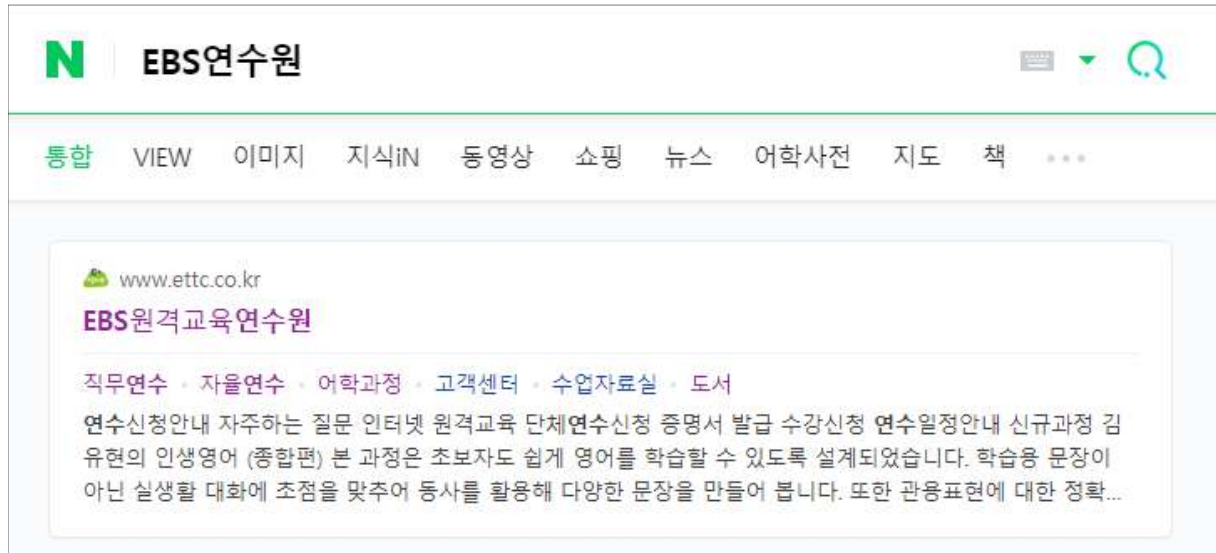 N EBS연수원
통합 VIEW 이미지 지식iN 동영상 쇼핑 뉴스 어학사전 지도 책
www.ettc.co.kr
EBS원격교육연수원
직무연수 · 자율연수 · 어학과정 · 고객센터 · 수업자료실 · 도서
연수신청안내 자주하는 질문 인터넷 원격교육 단체연수신청 증명서 발급 수강신청 연수일정안내 신규과정 김
유현의 인생영어 (종합편) 본 과정은 초보자도 쉽게 영어를 학습할 수 있도록 설계되었습니다. 학습용 문장이
아닌 실생활 대화에 초점을 맞추어 동사를 활용해 다양한 문장을 만들어 봅니다. 또한 관용표현에 대한 정확...